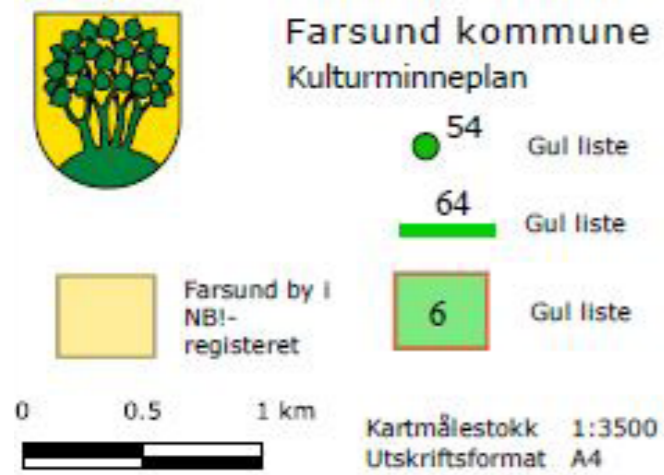 Farsund kommune
Kulturminneplan
54
Gul liste
64
Gul liste
Farsund by i
NB!-
registeret
6
Gul liste
0 0.5 1 km
Kartmålestokk 1:3500
Utskriftsformat A4